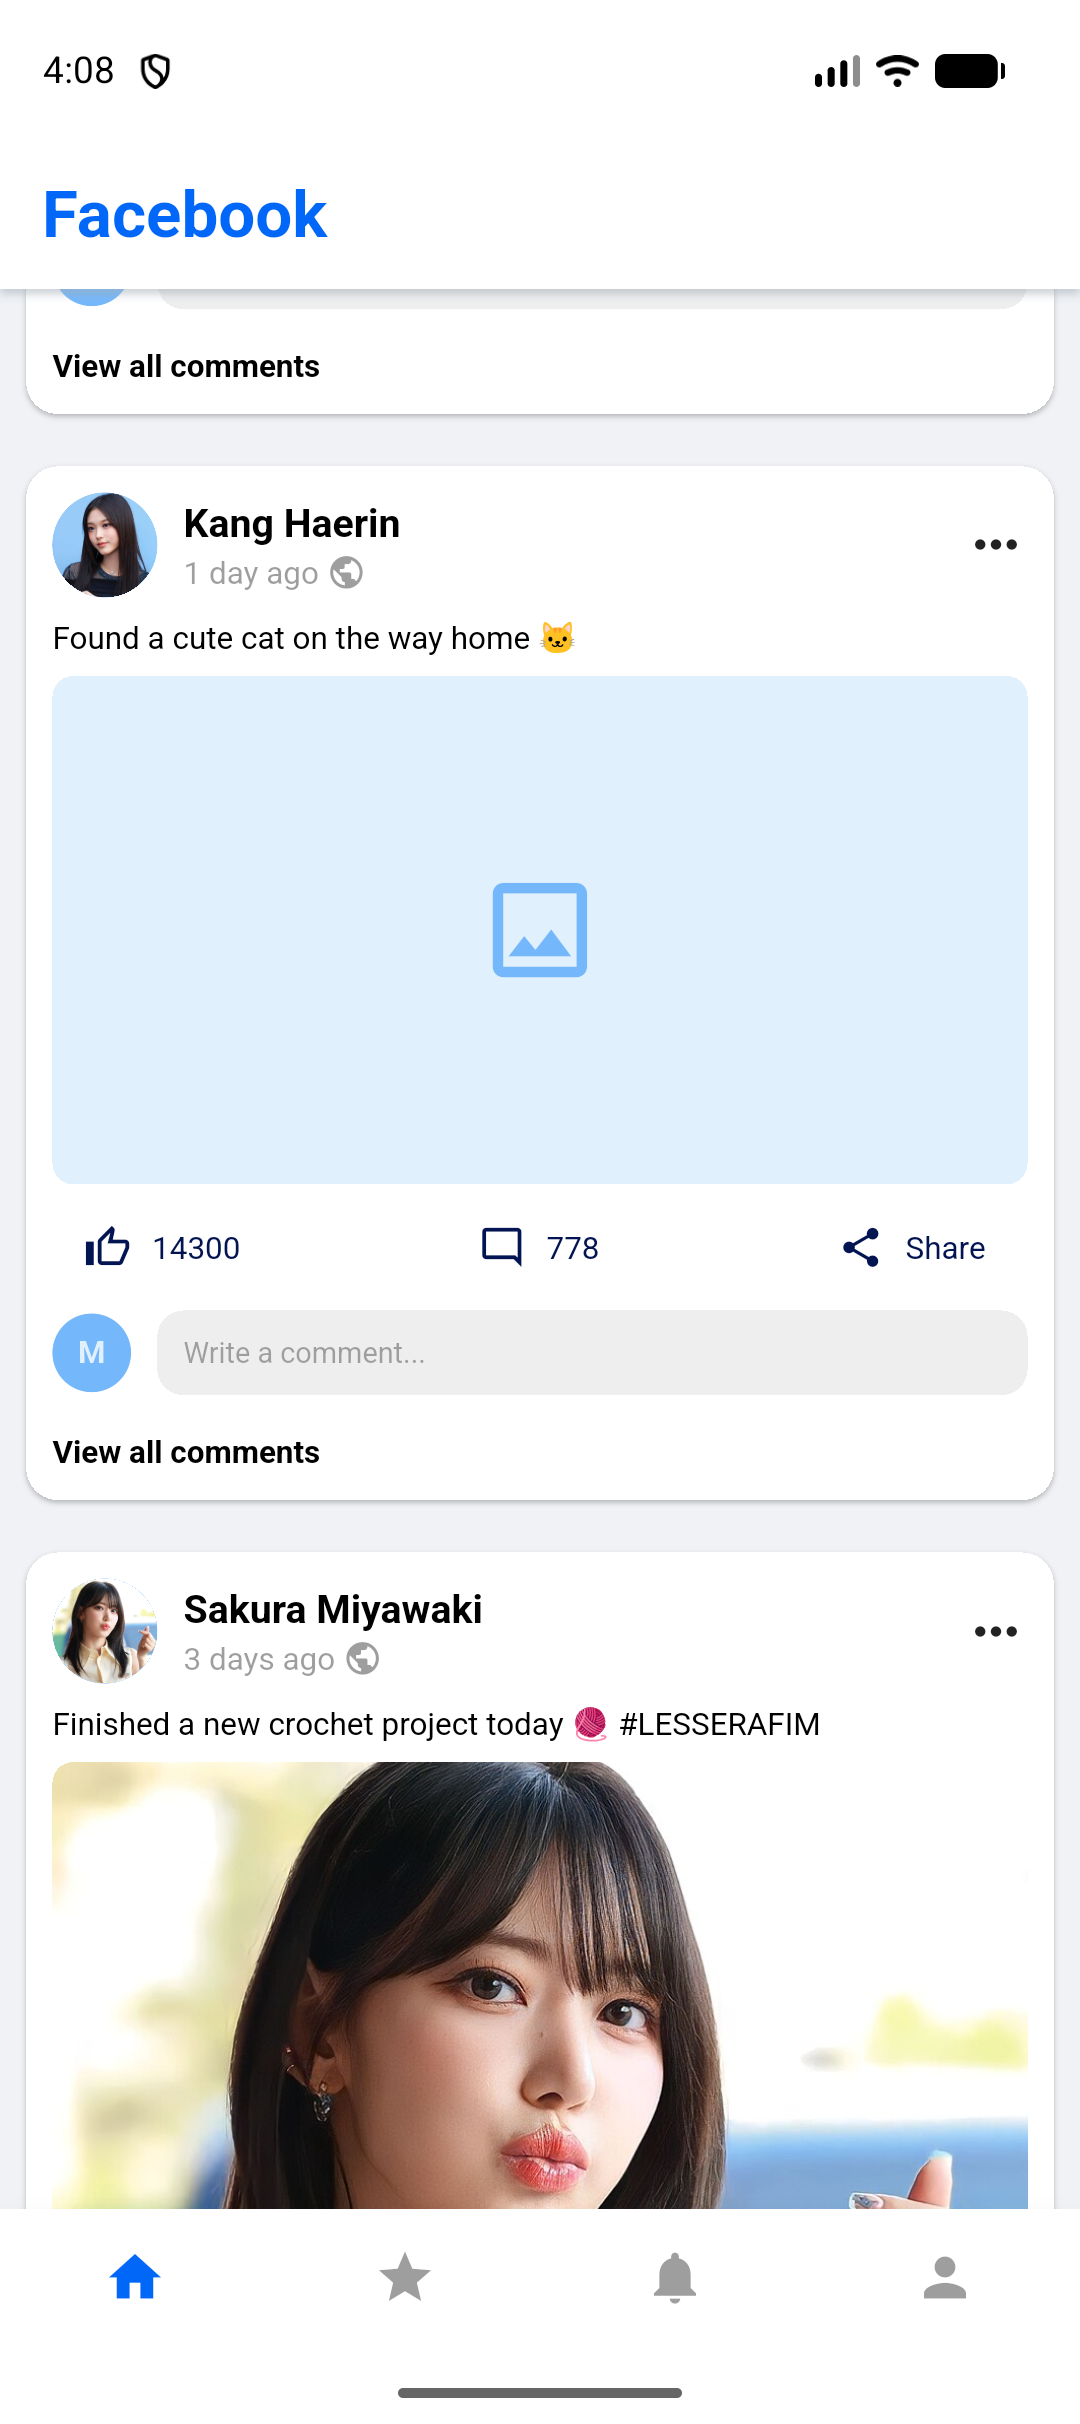 4:08
Facebook
View all comments
Kang Haerin
1 day ago
Found a cute cat on the way home 🐱
14300
778
Share
M
Write a comment...
View all comments
Sakura Miyawaki
3 days ago
Finished a new crochet project today 🧶 #LESSERAFIM